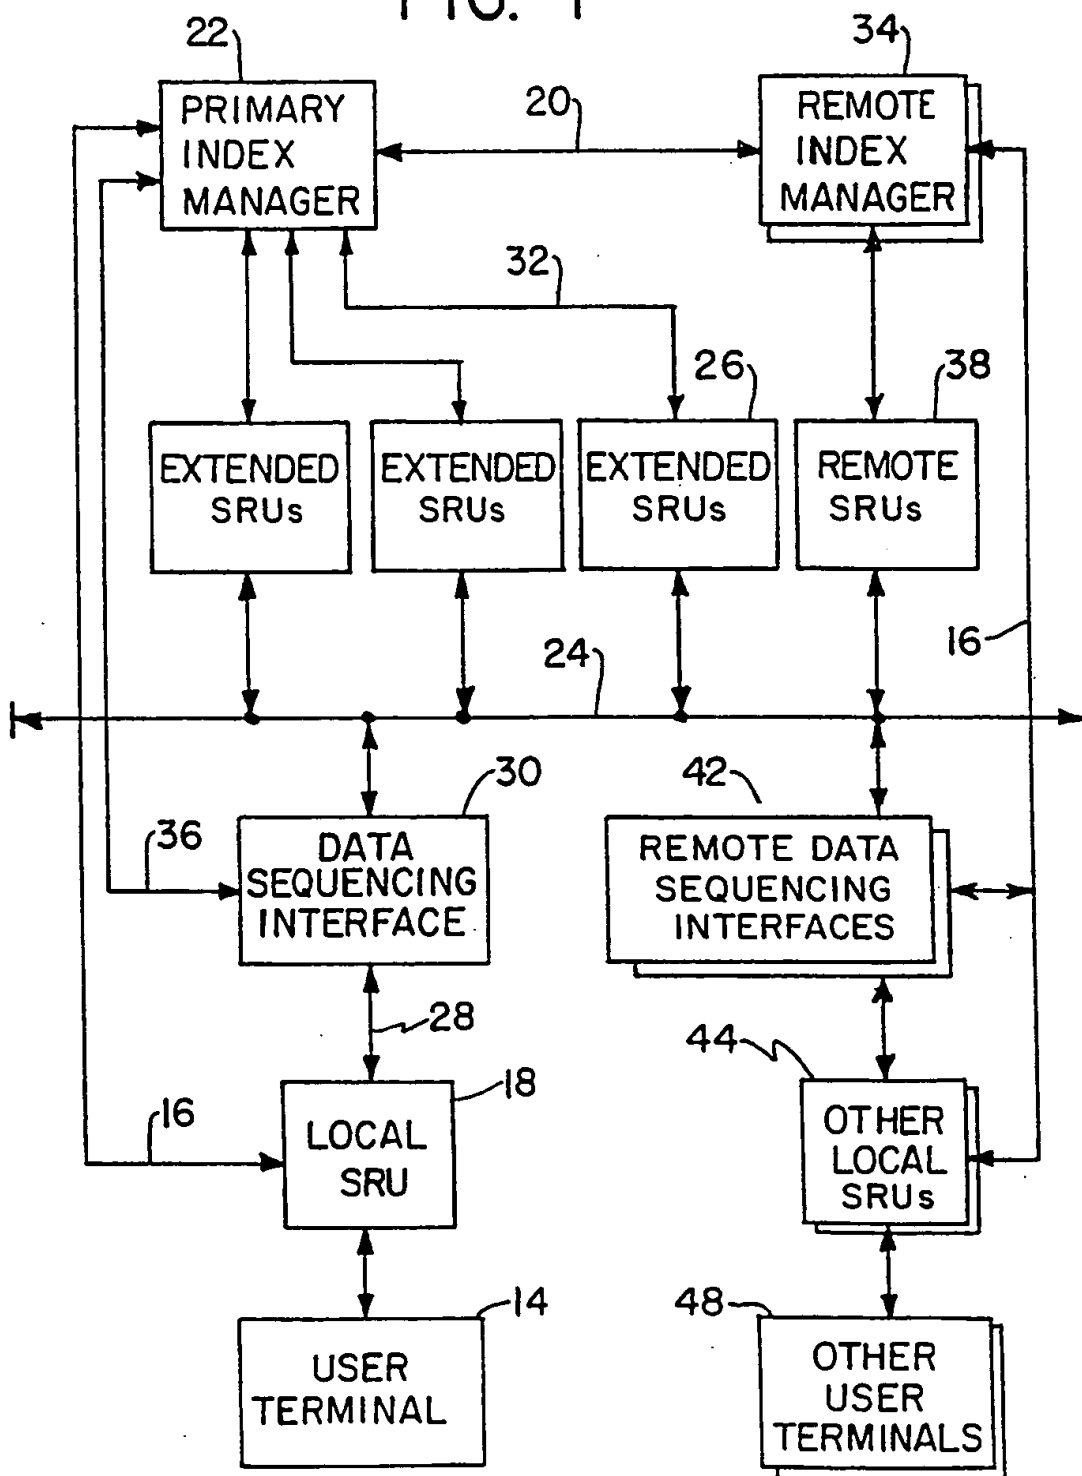 FIG. 1
22
34
PRIMARY
INDEX
MANAGER
20
REMOTE
INDEX
MANAGER
32
26
38
EXTENDED
SRUs
EXTENDED
SRUs
EXTENDED
SRUs
REMOTE
SRUs
16
24
30
42
36
DATA
SEQUENCING
INTERFACE
REMOTE DATA
SEQUENCING
INTERFACES
28
44
18
16
LOCAL
SRU
OTHER
LOCAL
SRUs
14
48
USER
TERMINAL
OTHER
USER
TERMINALS